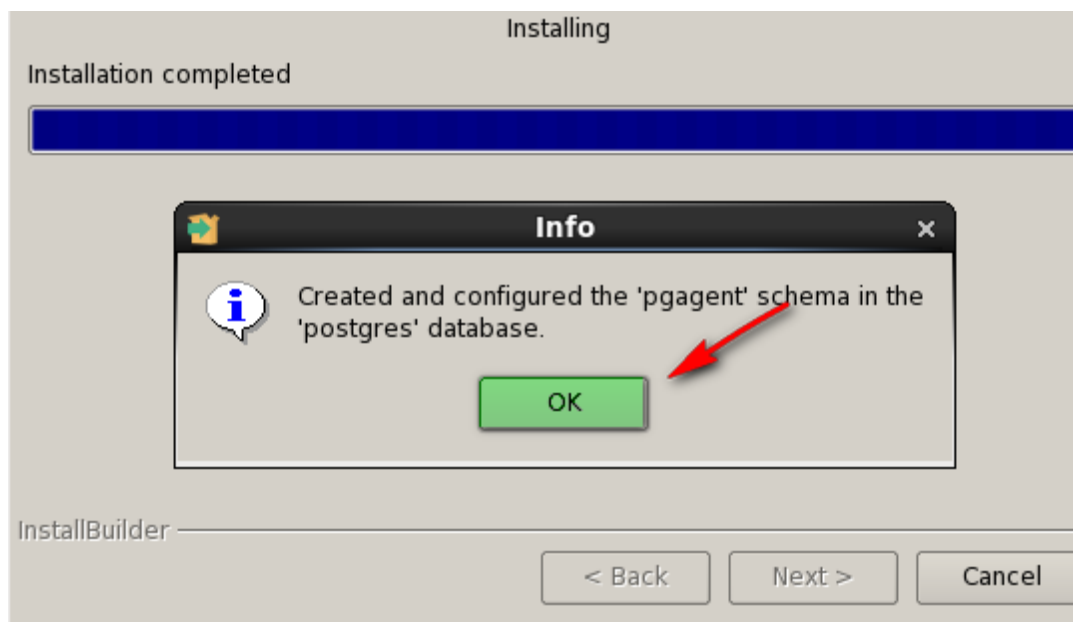 Installing
Installation completed
Info
Created and configured the 'pgagent' schema in the
'postgres' database.
OK
InstallBuilder
< Back
Next >
Cancel